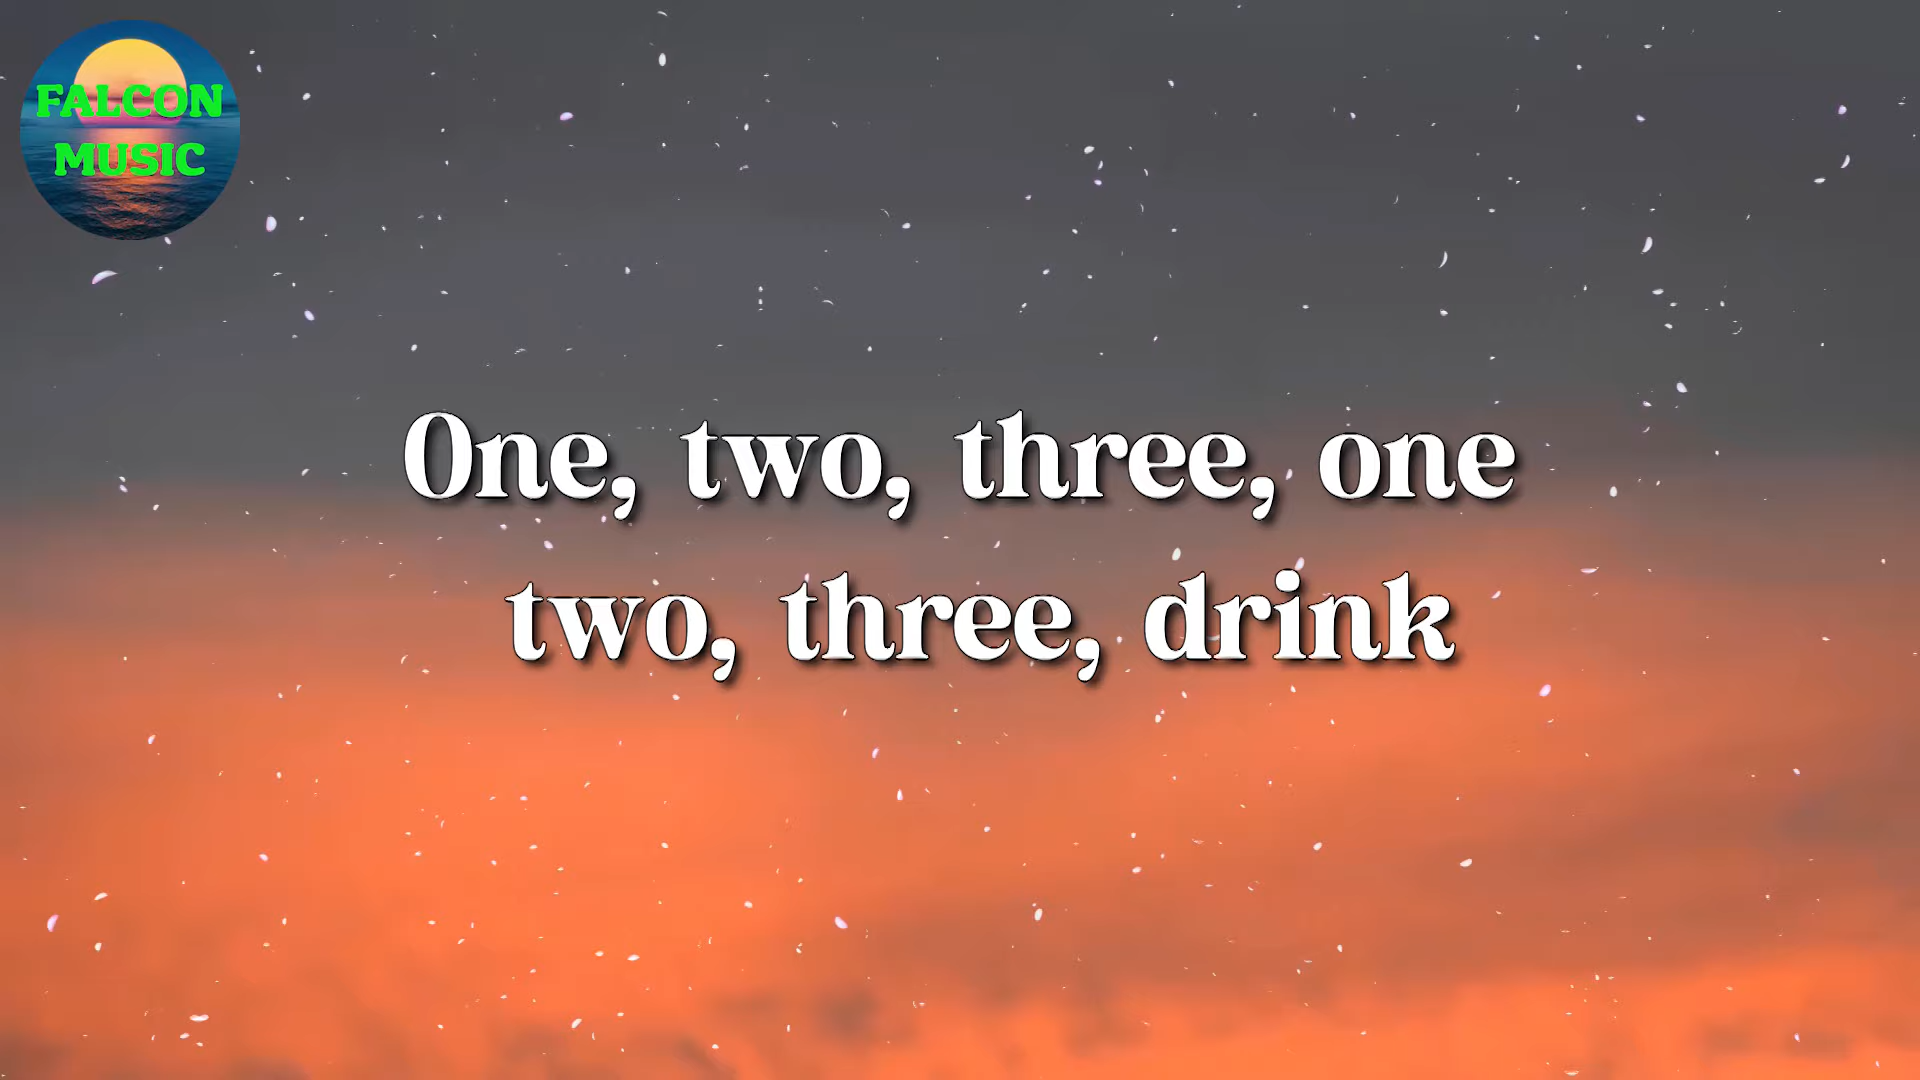 FALCON
MUSIC
One, two, three, one
two, three, drink